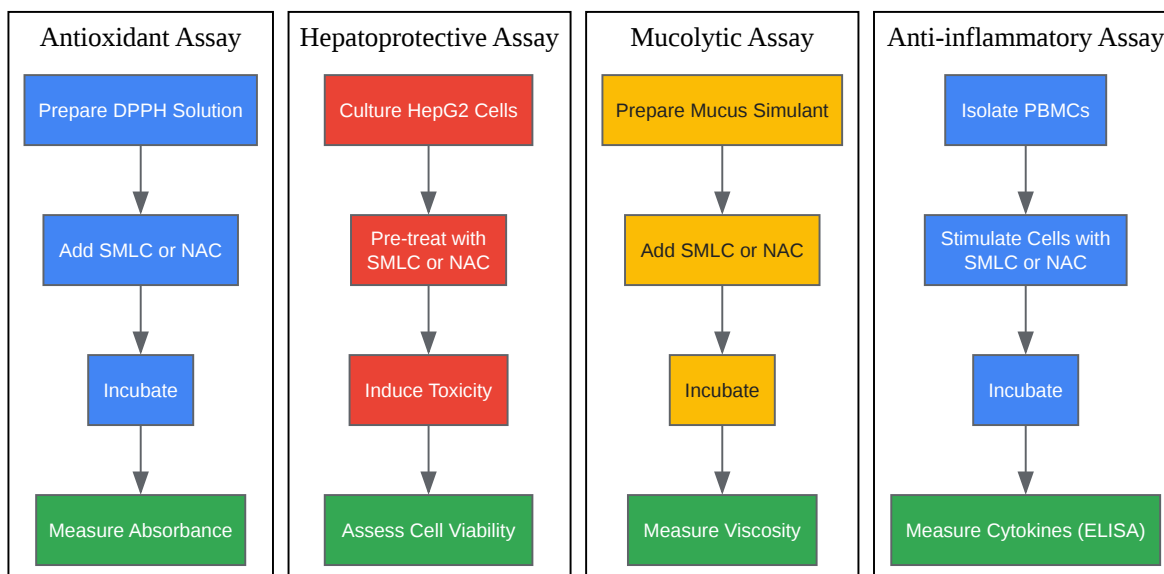 Antioxidant Assay
Prepare DPPH Solution
Add SMLC or NAC
Incubate
Measure Absorbance
Hepatoprotective Assay
Culture HepG2 Cells
Pre-treat with
SMLC or NAC
Induce Toxicity
Assess Cell Viability
Mucolytic Assay
Prepare Mucus Simulant
Add SMLC or NAC
Incubate
Measure Viscosity
Anti-inflammatory Assay
Isolate PBMCs
Stimulate Cells with
SMLC or NAC
Incubate
Measure Cytokines (ELISA)